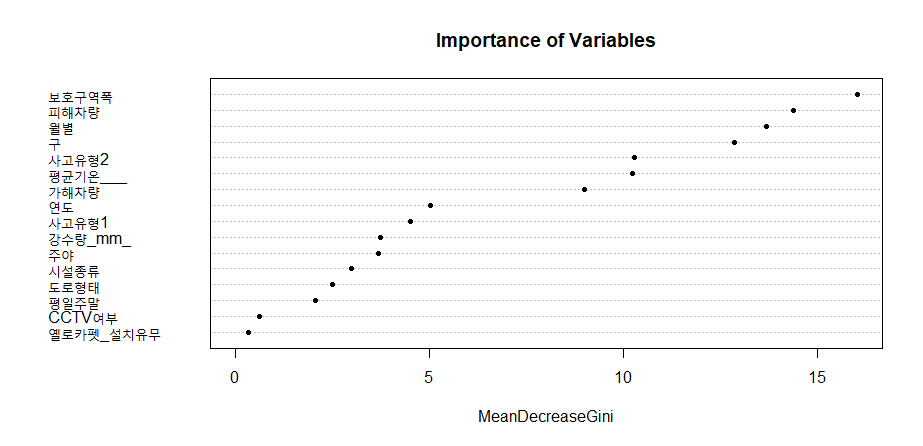 Importance of Variables
보호구역폭
피해차량
월별
구
사고유형2
평균기온___
가해차량
연도
사고유형1
강수량_mm_
주야
시설종류
도로형태
평일주말
CCTV여부
옐로카펫_설치유무
0 5 10 15
MeanDecreaseGini